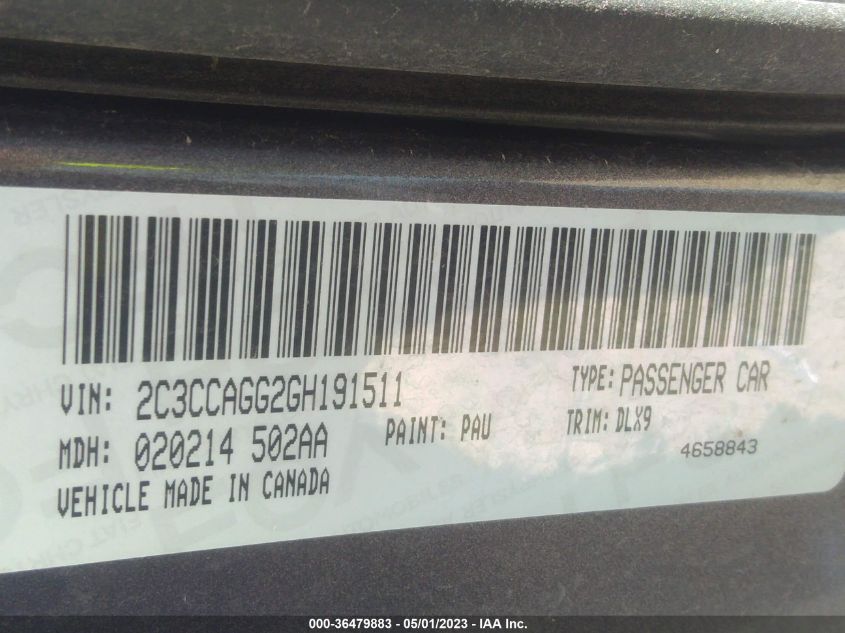 VIN: 2C3CCAGG2GH191511
TYPE: PASSENGER CAR
MDH: 020214 502AA
PAINT: PAU
TRIM: DLX9
4658843
VEHICLE MADE IN CANADA
000-36479883 - 05/01/2023 - IAA Inc.